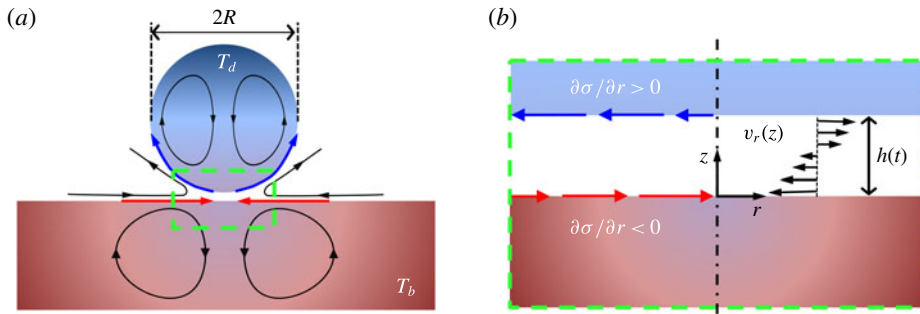 (a)
2R
T_d
T_b
(b)
∂σ/∂r > 0
v_r(z)
z
h(t)
r
∂σ/∂r < 0